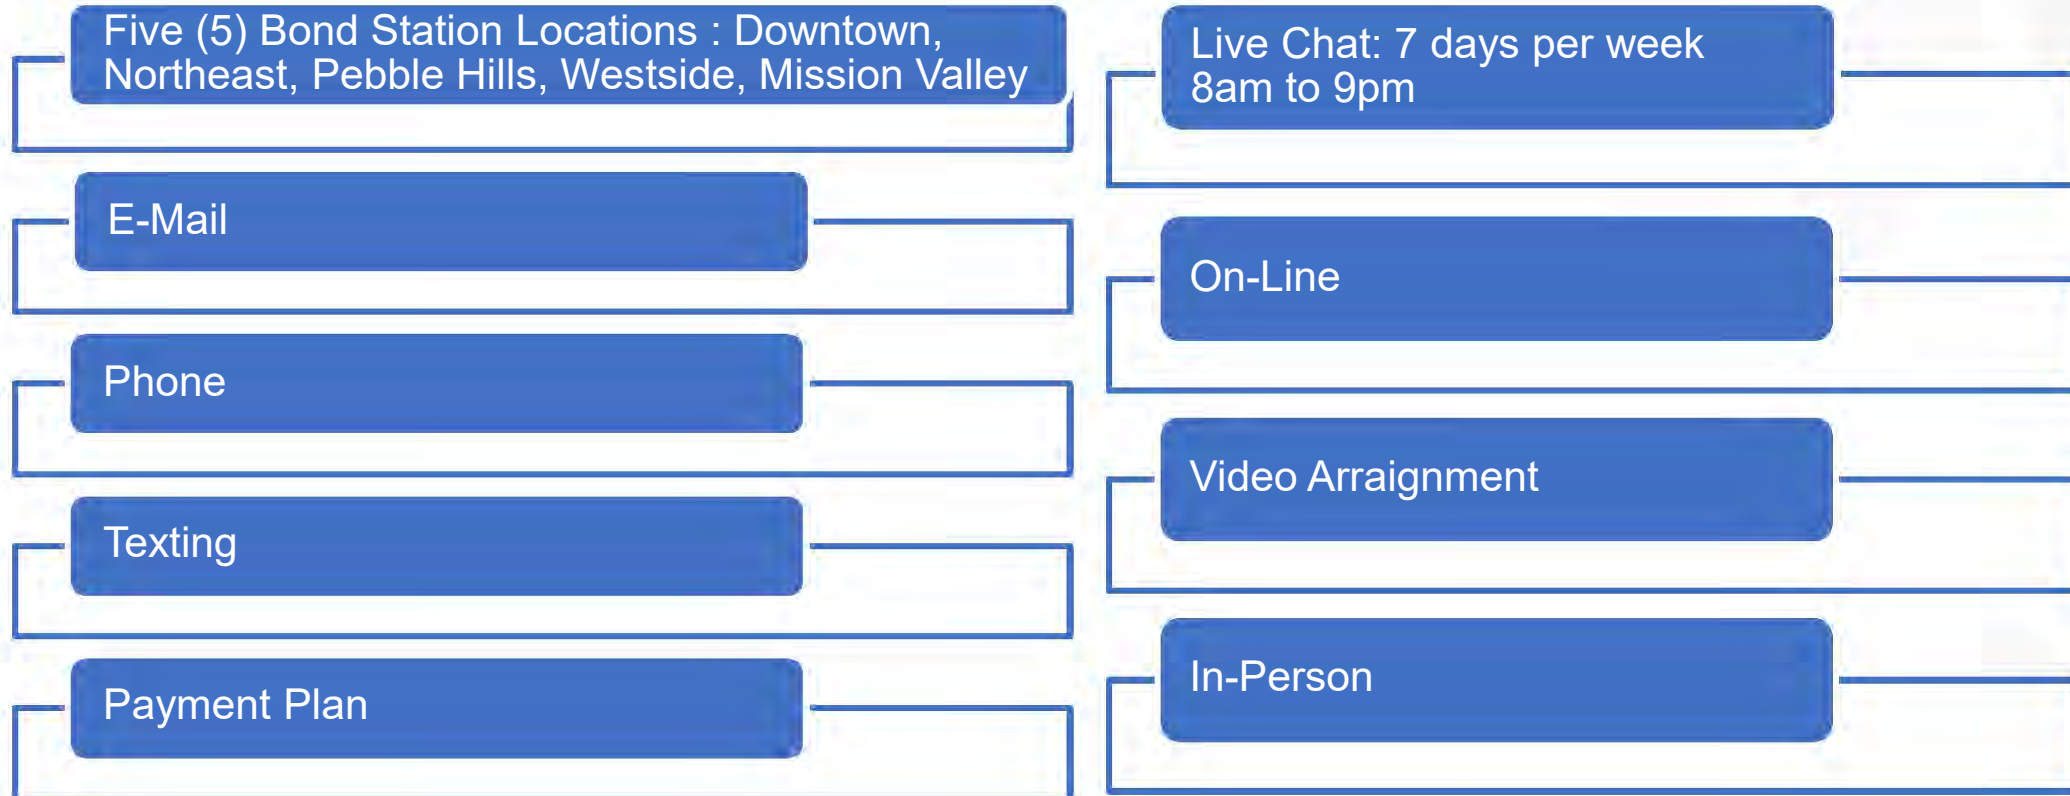 Five (5) Bond Station Locations : Downtown,
Northeast, Pebble Hills, Westside, Mission Valley
E-Mail
Phone
Texting
Payment Plan
Live Chat: 7 days per week
8am to 9pm
On-Line
Video Arraignment
In-Person